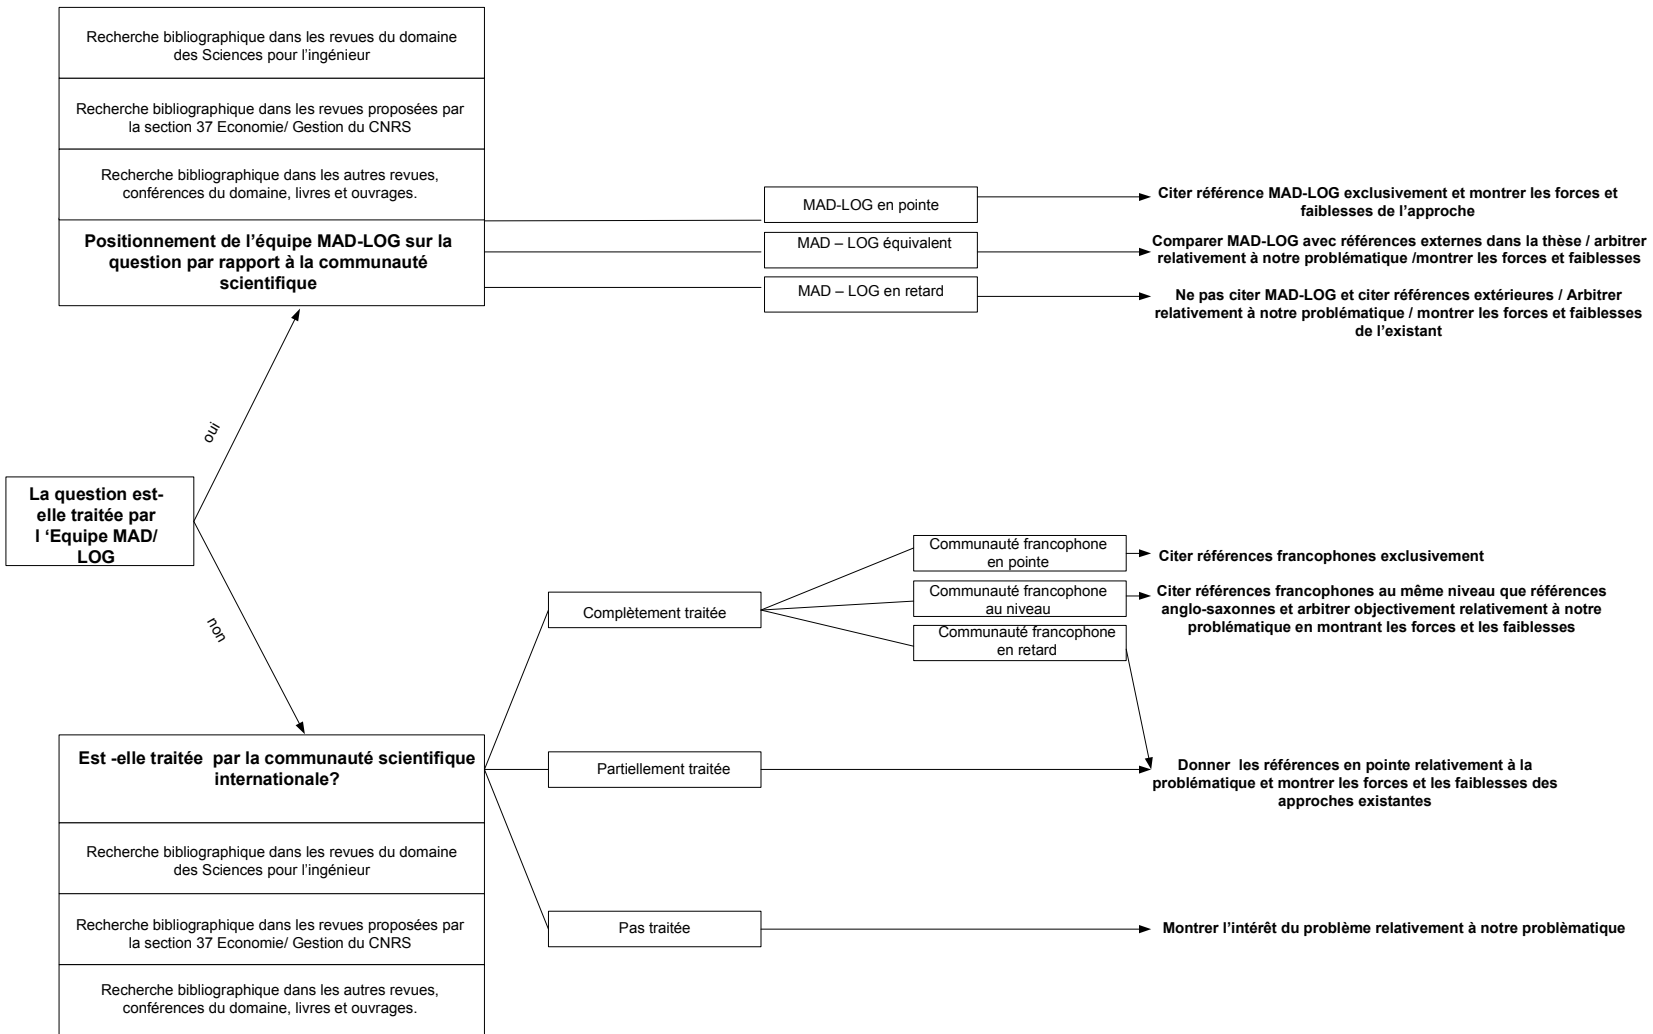 Recherche bibliographique dans les revues du domaine
des Sciences pour l'ingénieur
Recherche bibliographique dans les revues proposées par
la section 37 Economie/ Gestion du CNRS
Recherche bibliographique dans les autres revues,
conférences du domaine, livres et ouvrages.
Positionnement de l'équipe MAD-LOG sur la
question par rapport à la communauté
scientifique
MAD-LOG en pointe
Citer référence MAD-LOG exclusivement et montrer les forces et
faiblesses de l'approche
MAD – LOG équivalent
Comparer MAD-LOG avec références externes dans la thèse / arbitrer
relativement à notre problématique /montrer les forces et faiblesses
MAD – LOG en retard
Ne pas citer MAD-LOG et citer références extérieures / Arbitrer
relativement à notre problématique / montrer les forces et faiblesses
de l'existant
oui
La question est-
elle traitée par
l 'Equipe MAD/
LOG
non
Communauté francophone
en pointe
Citer références francophones exclusivement
Complètement traitée
Communauté francophone
au niveau
Citer références francophones au même niveau que références
anglo-saxonnes et arbitrer objectivement relativement à notre
problématique en montrant les forces et les faiblesses
Communauté francophone
en retard
Est -elle traitée  par la communauté scientifique
internationale?
Partiellement traitée
Donner  les références en pointe relativement à la
problématique et montrer les forces et les faiblesses des
approches existantes
Recherche bibliographique dans les revues du domaine
des Sciences pour l'ingénieur
Recherche bibliographique dans les revues proposées par
la section 37 Economie/ Gestion du CNRS
Pas traitée
Montrer l'intérêt du problème relativement à notre problèmatique
Recherche bibliographique dans les autres revues,
conférences du domaine, livres et ouvrages.